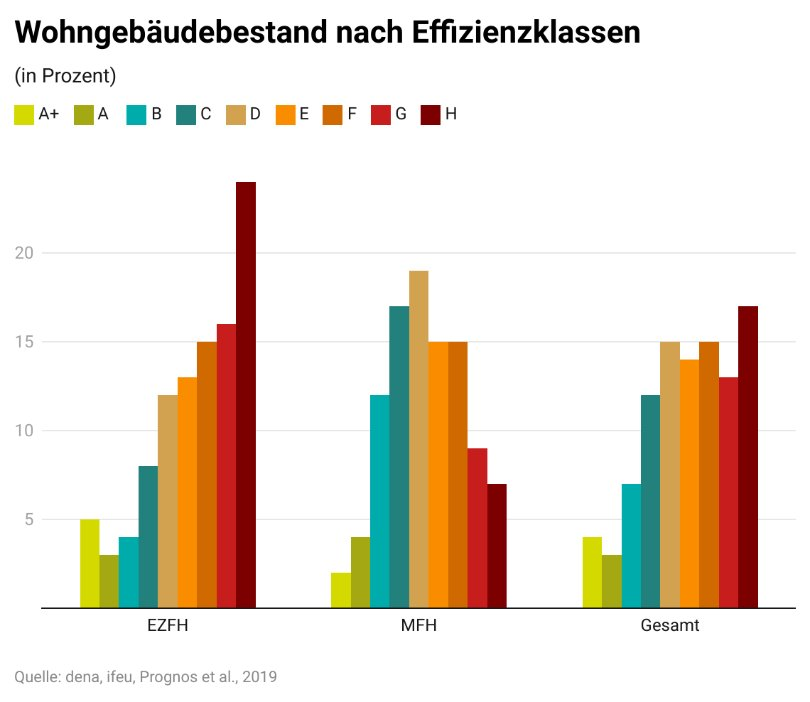 Wohngebäudebestand nach Effizienzklassen
(in Prozent)
A+ A B C D E F G H
20
15
10
5
EZFH MFH Gesamt
Quelle: dena, ifeu, Prognos et al., 2019